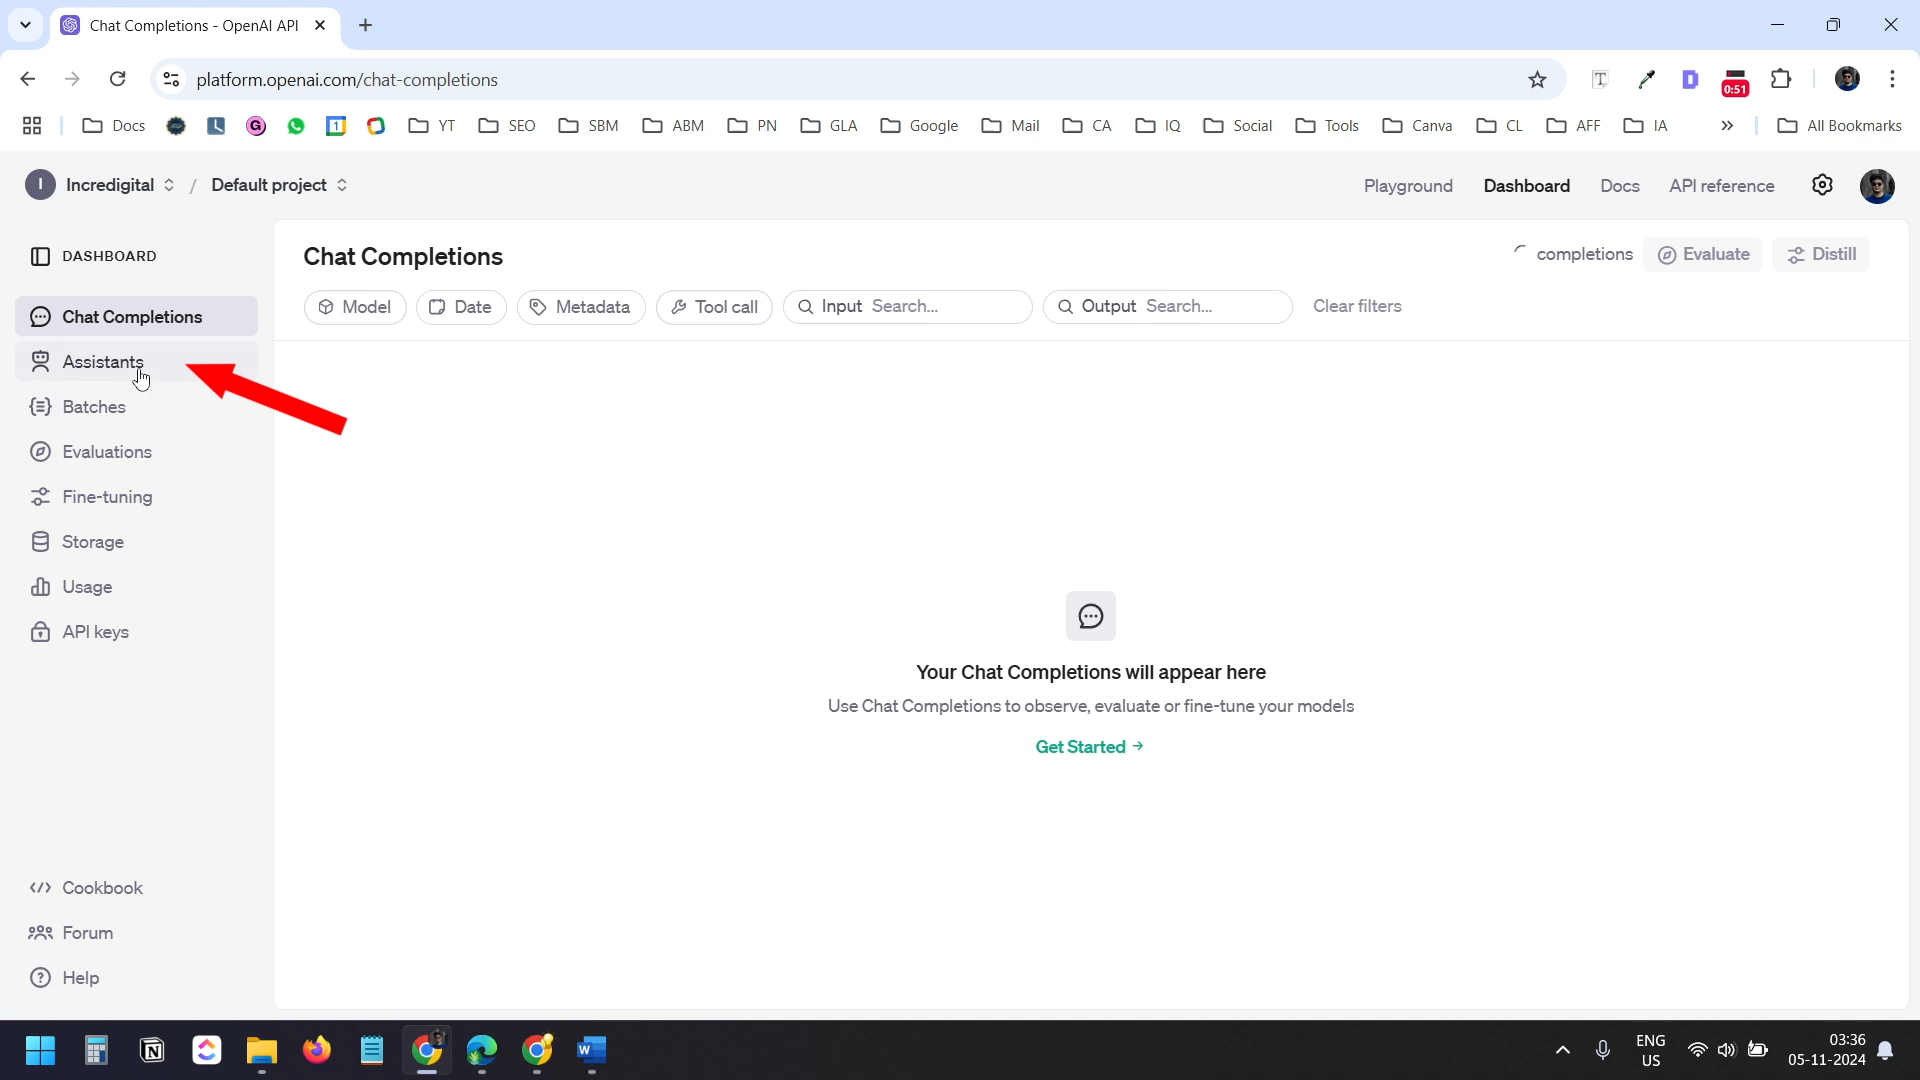 Chat Completions - OpenAI API
platform.openai.com/chat-completions
0:51
Docs
G
1
YT
SEO
SBM
ABM
PN
GLA
Google
Mail
CA
IQ
Social
Tools
Canva
CL
AFF
IA
All Bookmarks
I Incredigital / Default project
Playground Dashboard Docs API reference
DASHBOARD
Chat Completions
Assistants
Batches
Evaluations
Fine-tuning
Storage
Usage
API keys
Cookbook
Forum
Help
Chat Completions
completions Evaluate Distill
Model Date Metadata Tool call Input Search... Output Search... Clear filters
Your Chat Completions will appear here
Use Chat Completions to observe, evaluate or fine-tune your models
Get Started
ENG
US
03:36
05-11-2024